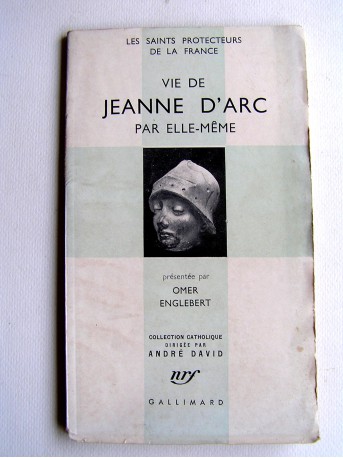 LES SAINTS PROTECTEURS
DE LA FRANCE
VIE DE
JEANNE D'ARC
PAR ELLE-MÊME
présentée par
OMER
ENGLEBERT
COLLECTION CATHOLIQUE
DIRIGÉE PAR
ANDRÉ DAVID
nrf
GALLIMARD